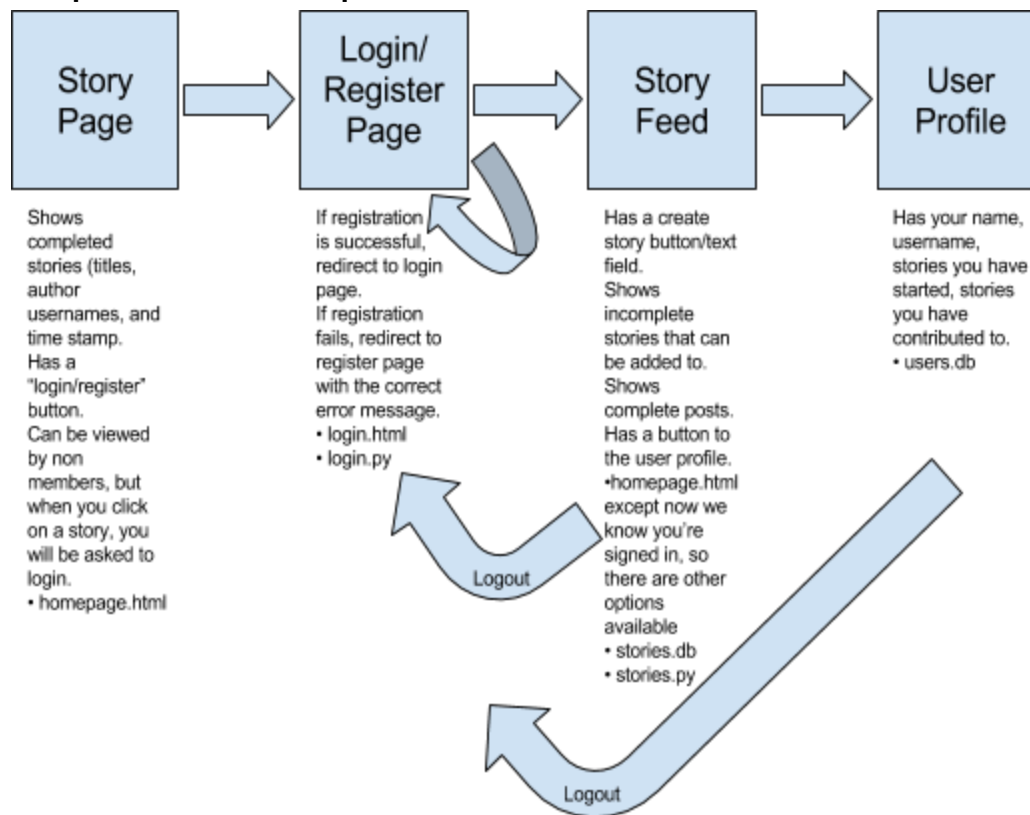 Story
Page
Login/
Register
Page
Story
Feed
User
Profile
Shows
completed
stories (titles,
author
usernames, and
time stamp.
Has a
"login/register"
button.
Can be viewed
by non
members, but
when you click
on a story, you
will be asked to
login.
• homepage.html
If registration
is successful,
redirect to login
page.
If registration
fails, redirect to
register page
with the correct
error message.
• login.html
• login.py
Has a create
story button/text
field.
Shows
incomplete
stories that can
be added to.
Shows
complete posts.
Has a button to
the user profile.
•homepage.html
except now we
know you're
signed in, so
there are other
options
available
• stories.db
• stories.py
Has your name,
username,
stories you have
started, stories
you have
contributed to.
• users.db
Logout
Logout